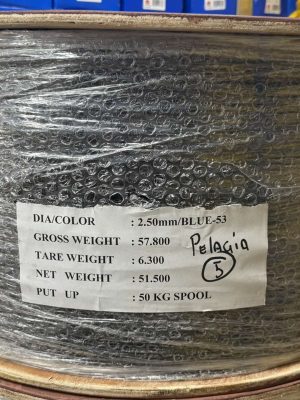 DIA/COLOR : 2.50mm/BLUE-53
GROSS WEIGHT : 57.800
TARE WEIGHT : 6.300
NET WEIGHT : 51.500
PUT UP : 50 KG SPOOL
PELAGIA
5